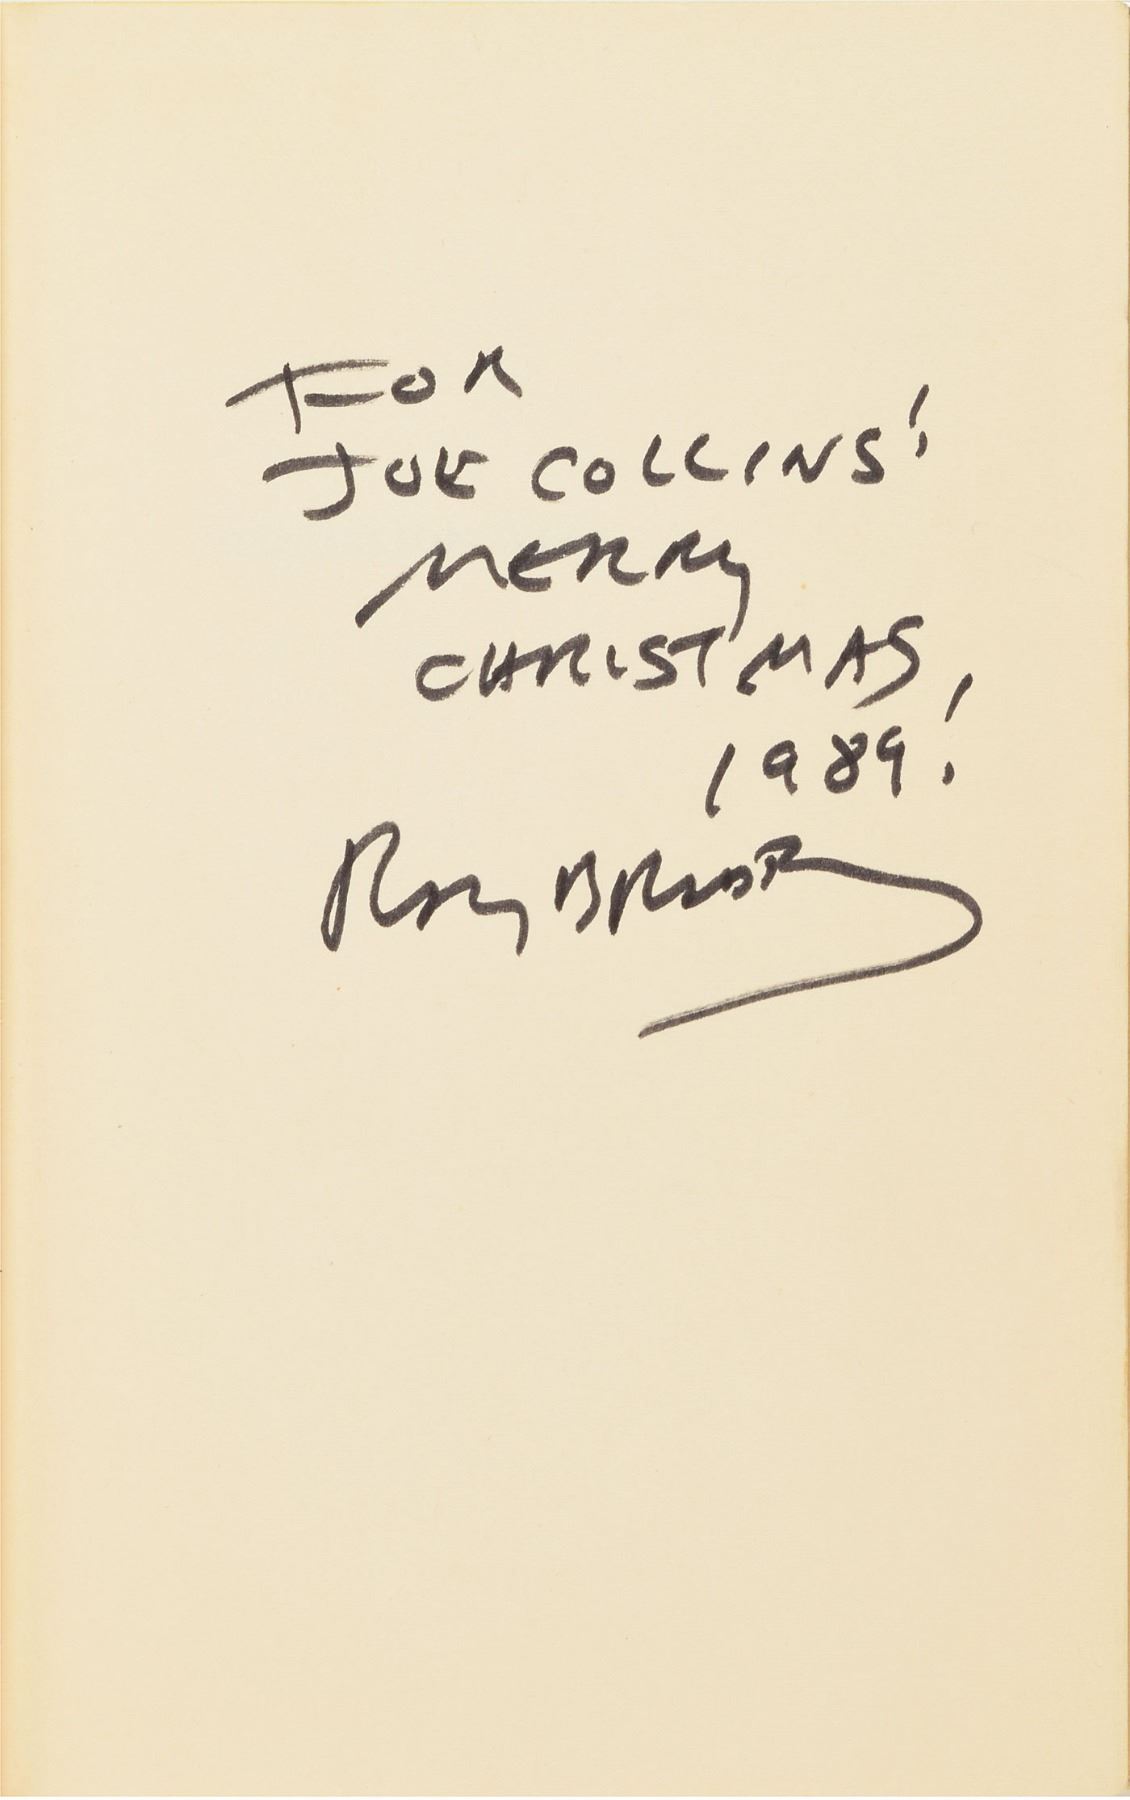 FOR
JOE COLLINS!
MERRY
CHRISTMAS,
1989!
Ray Bradbury